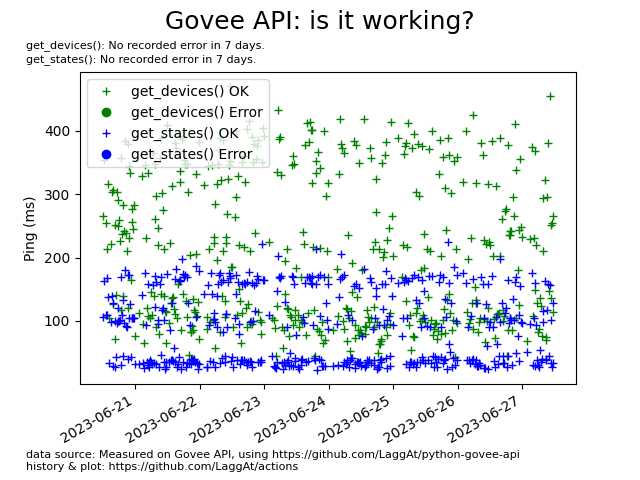 Govee API: is it working?
get_devices(): No recorded error in 7 days.
get_states(): No recorded error in 7 days.
get_devices() OK
get_devices() Error
get_states() OK
get_states() Error
Ping (ms)
400
300
200
100
2023-06-21
2023-06-22
2023-06-23
2023-06-24
2023-06-25
2023-06-26
2023-06-27
data source: Measured on Govee API, using https://github.com/LaggAt/python-govee-api
history & plot: https://github.com/LaggAt/actions